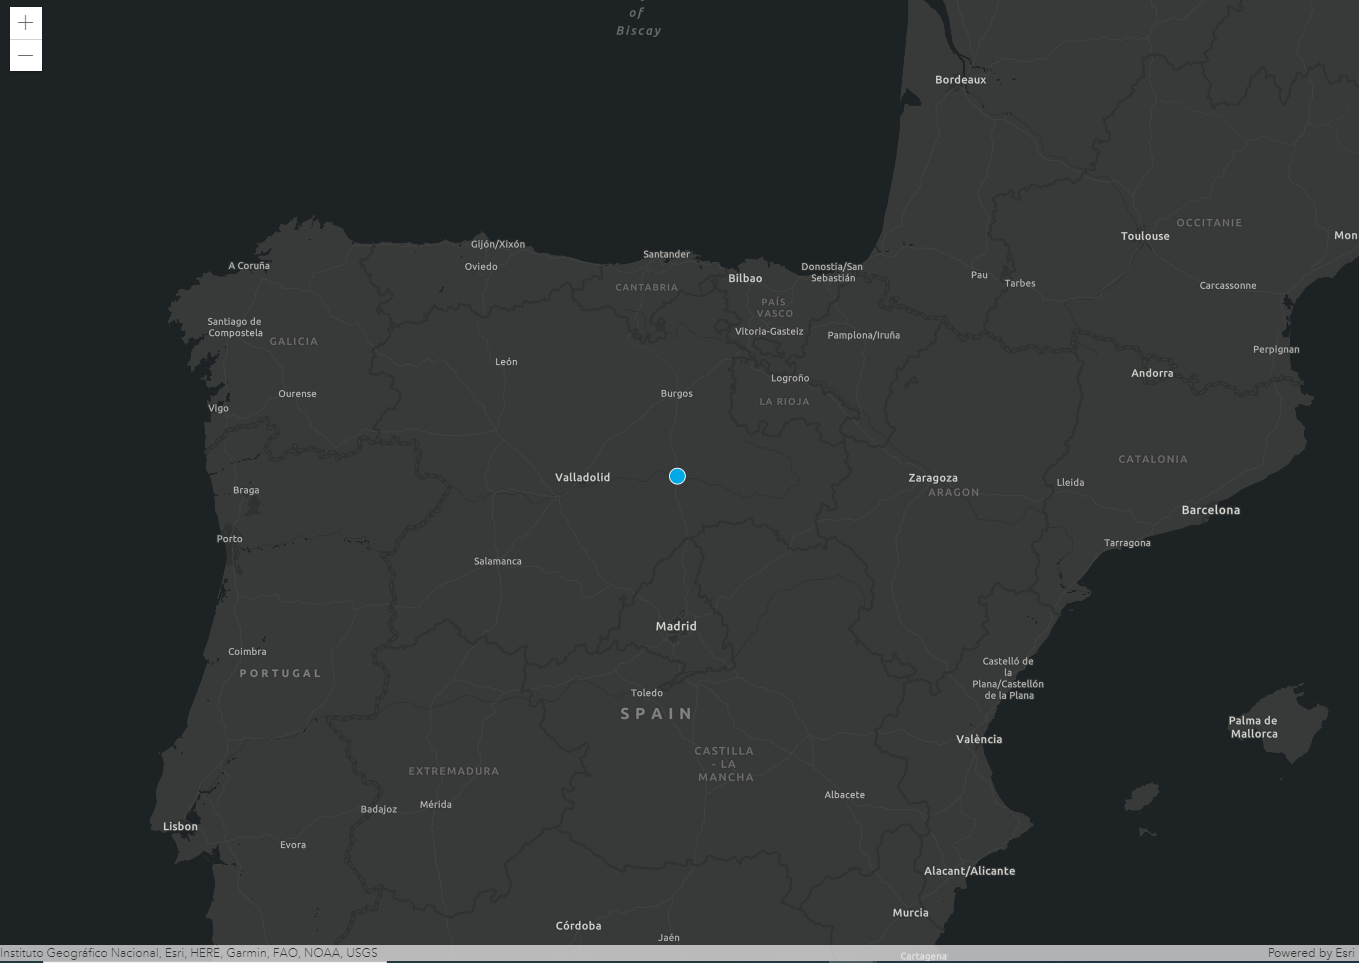 of
Biscay
Bordeaux
OCCITANIE
Toulouse
Mon
Gijón/Xixón
Santander
A Coruña
Oviedo
Bilbao
Donostia/San
Sebastián
Pau
Tarbes
Carcassonne
CANTABRIA
PAÍS
VASCO
Santiago de
Compostela
GALICIA
Vitoria-Gasteiz
Pamplona/Iruña
Perpignan
León
Andorra
Logroño
Ourense
Burgos
LA RIOJA
Vigo
CATALONIA
Valladolid
Zaragoza
ARAGON
Lleida
Braga
Barcelona
Porto
Tarragona
Salamanca
Madrid
Coimbra
PORTUGAL
Castelló de
la
Plana/Castellón
de la Plana
Toledo
SPAIN
Palma de
Mallorca
València
CASTILLA
- LA
MANCHA
EXTREMADURA
Albacete
Badajoz
Mérida
Lisbon
Evora
Alacant/Alicante
Murcia
Córdoba
Jaén
Cartagena
Instituto Geográfico Nacional, Esri, HERE, Garmin, FAO, NOAA, USGS
Powered by Esri